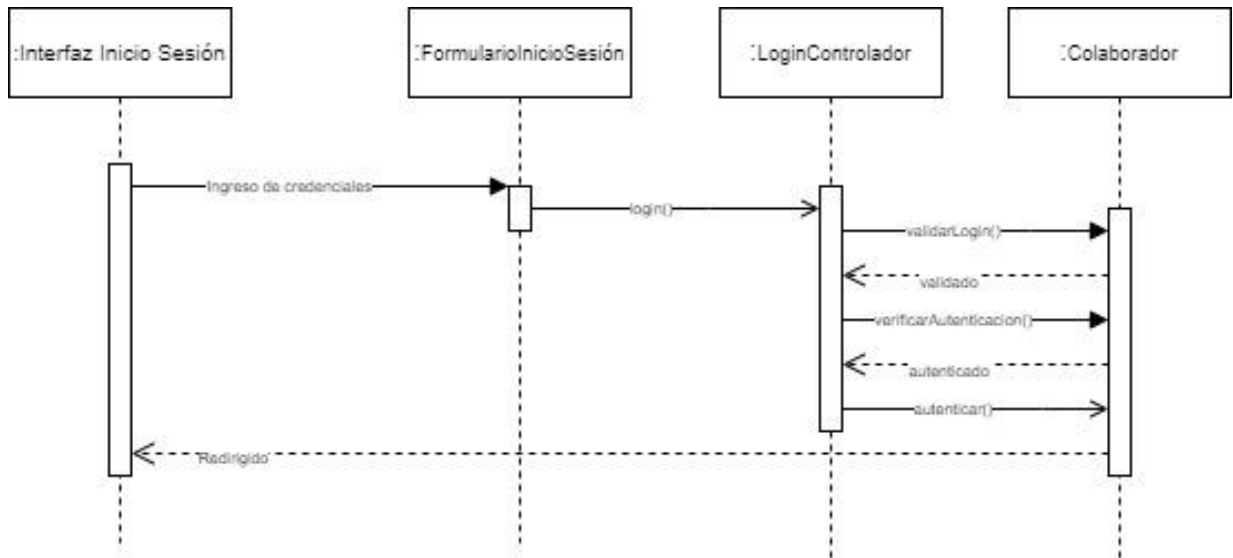 :Interfaz Inicio Sesión
:FormularioInicioSesión
:LoginControlador
:Colaborador
Ingreso de credenciales
login()
validarLogin()
validado
verificarAutenticacion()
autenticado
autenticar()
Redirigido